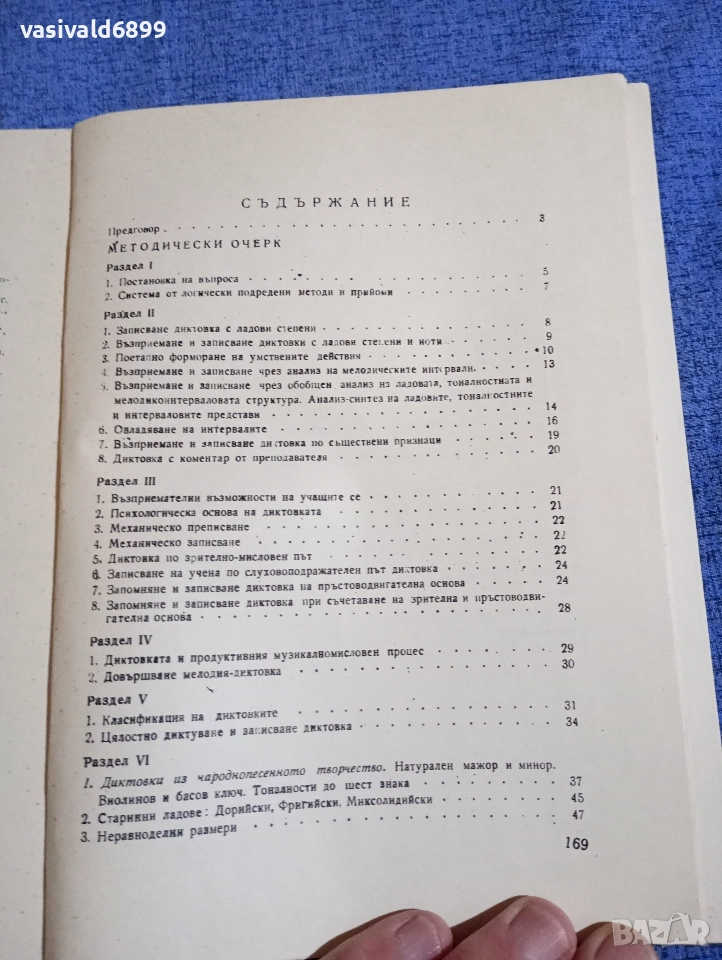 vasivald6899
СЪДЪРЖАНИЕ
Предговор . . . . . . . . . . . . . . . . . . . . 3
МЕТОДИЧЕСКИ ОЧЕРК
Раздел I
1. Постановка на въпроса . . . . . . . . . . . . . . . 5
2. Система от логически подредени методи и прийоми . . . . . . . 7
Раздел II
1. Записване диктовка с ладови степени . . . . . . . . . . . 8
2. Възприемане и записване диктовки с ладови степени и ноти . . . . 9
3. Поетапно форморане на умствените действия . . . . . . . . 10
4. Възприемане и записване чрез анализ на мелодическите интервали. . . . 13
5. Възприемане и записване чрез обобщен анализ из ладовата, тоналностната и
мелодикоинтерваловата структура. Анализ-синтез на ладовите, тоналностните
и интерваловите представи . . . . . . . . . . . . . . 14
6. Овладяване на интервалите . . . . . . . . . . . . . . 16
7. Възприемане и записване диктовка по съществени признаци . . . . 19
8. Диктовка с коментар от преподавателя . . . . . . . . . . 20
Раздел III
1. Възприемателни възможности на учащите се . . . . . . . . 21
2. Психологическа основа на диктовката . . . . . . . . . . 21
3. Механическо преписване . . . . . . . . . . . . . . 22
4. Механическо записване . . . . . . . . . . . . . . . 22
5. Диктовка по зрително-мисловен път . . . . . . . . . . . 22
6. Записване на учена по слуховоподражателен път диктовка . . . . . 24
7. Запомняне и записване диктовка на пръстоводвигателна основа . . . 24
8. Запомняне и записване диктовка при съчетаване на зрителна и пръстоводви-
гателна основа . . . . . . . . . . . . . . . . . . 28
Раздел IV
1. Диктовката и продуктивния музикалномисловен процес . . . . . . 29
2. Довършване мелодия-диктовка . . . . . . . . . . . . . 30
Раздел V
1. Класификация на диктовките . . . . . . . . . . . . . 31
2. Цялостно диктуване и записване диктовка . . . . . . . . . 34
Раздел VI
1. Диктовки из народнопесенното творчество. Натурален мажор и минор.
Виолинов и басов ключ. Тоналности до шест знака . . . . . . . 37
2. Старинни ладове: Дорийски, Фригийски, Миксолидийски . . . . . 45
3. Неравноделни размери . . . . . . . . . . . . . . . 47
169
BAZAR